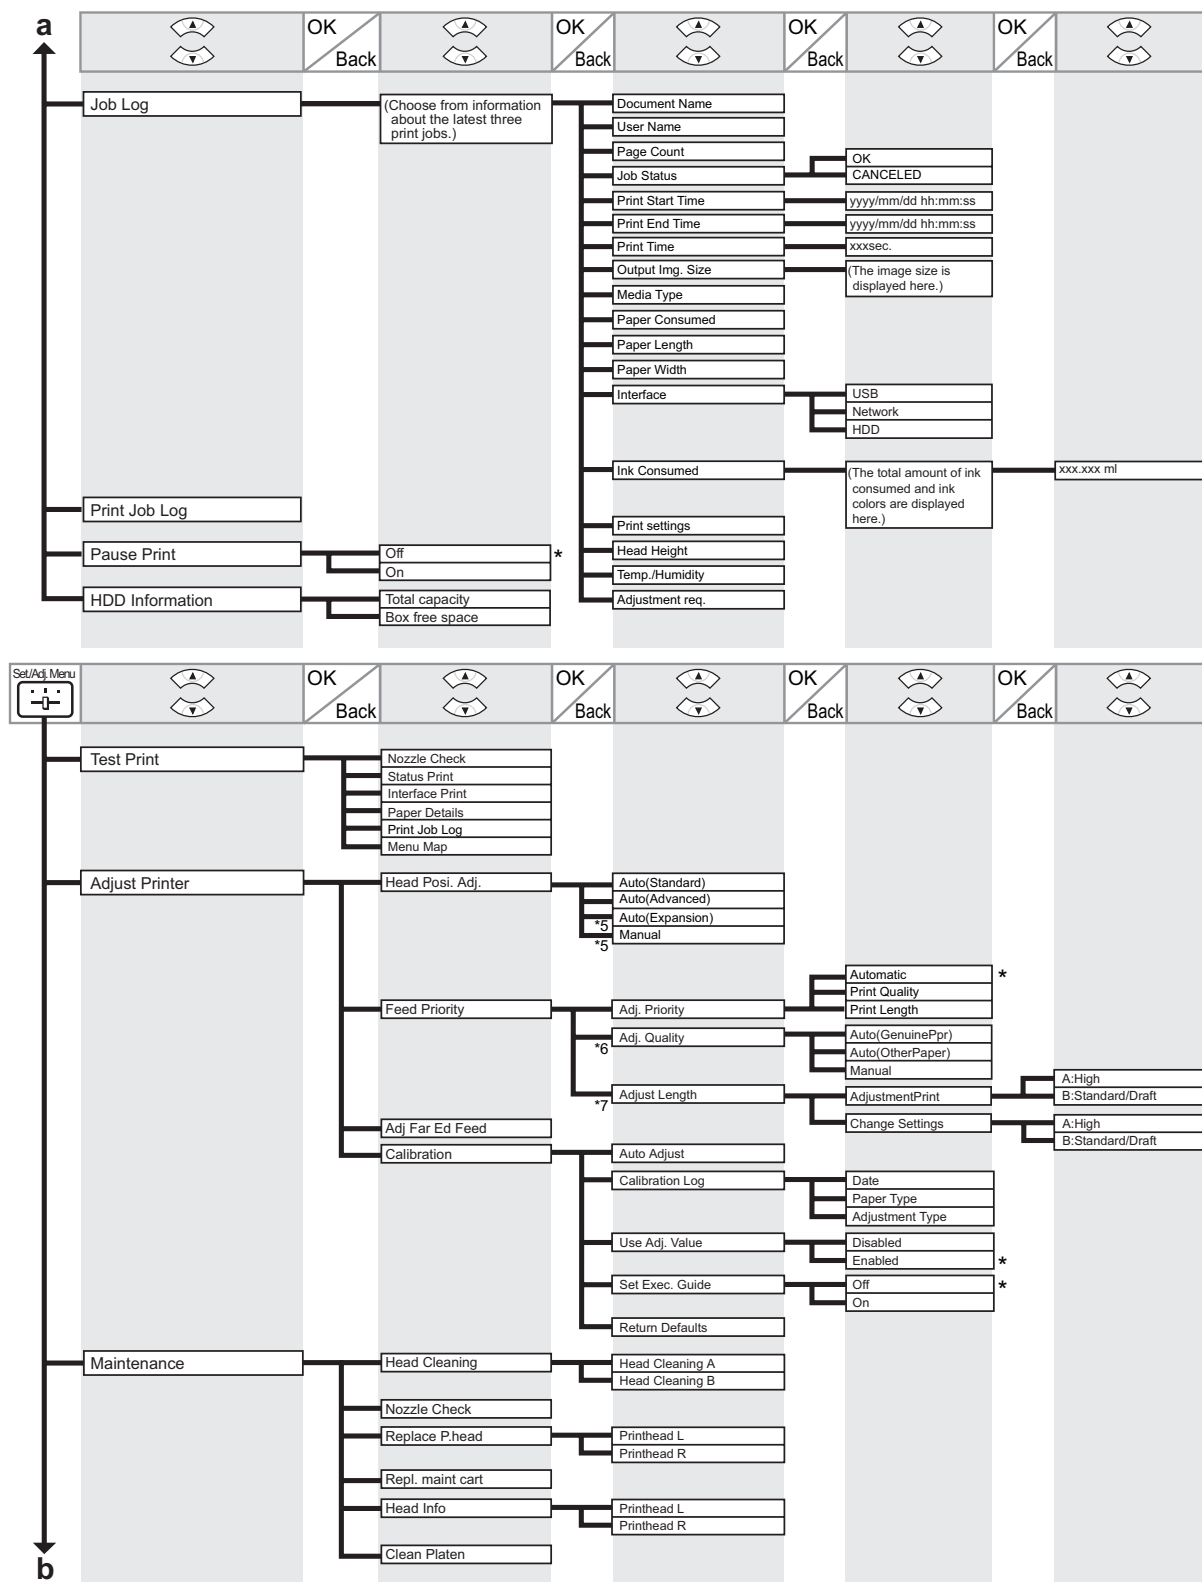 a
OK
Back
OK
Back
OK
Back
OK
Back
Job Log
(Choose from information
about the latest three
print jobs.)
Document Name
User Name
Page Count
Job Status
OK
CANCELED
Print Start Time
yyyy/mm/dd hh:mm:ss
Print End Time
yyyy/mm/dd hh:mm:ss
Print Time
xxxsec.
Output Img. Size
(The image size is
displayed here.)
Media Type
Paper Consumed
Paper Length
Paper Width
Interface
USB
Network
HDD
Ink Consumed
(The total amount of ink
consumed and ink
colors are displayed
here.)
xxx.xxx ml
Print settings
Head Height
Temp./Humidity
Adjustment req.
Print Job Log
Pause Print
Off
*
On
HDD Information
Total capacity
Box free space
Set/Adj. Menu
OK
Back
OK
Back
OK
Back
OK
Back
Test Print
Nozzle Check
Status Print
Interface Print
Paper Details
Print Job Log
Menu Map
Adjust Printer
Head Posi. Adj.
Auto(Standard)
Auto(Advanced)
Auto(Expansion)
*5
Manual
*5
Feed Priority
Adj. Priority
Automatic
*
Print Quality
Print Length
Adj. Quality
*6
Auto(GenuinePpr)
Auto(OtherPaper)
Manual
Adjust Length
*7
AdjustmentPrint
A:High
B:Standard/Draft
Change Settings
A:High
B:Standard/Draft
Adj Far Ed Feed
Calibration
Auto Adjust
Calibration Log
Date
Paper Type
Adjustment Type
Use Adj. Value
Disabled
Enabled
*
Set Exec. Guide
Off
*
On
Return Defaults
Maintenance
Head Cleaning
Head Cleaning A
Head Cleaning B
Nozzle Check
Replace P.head
Printhead L
Printhead R
Repl. maint cart
Head Info
Printhead L
Printhead R
Clean Platen
b